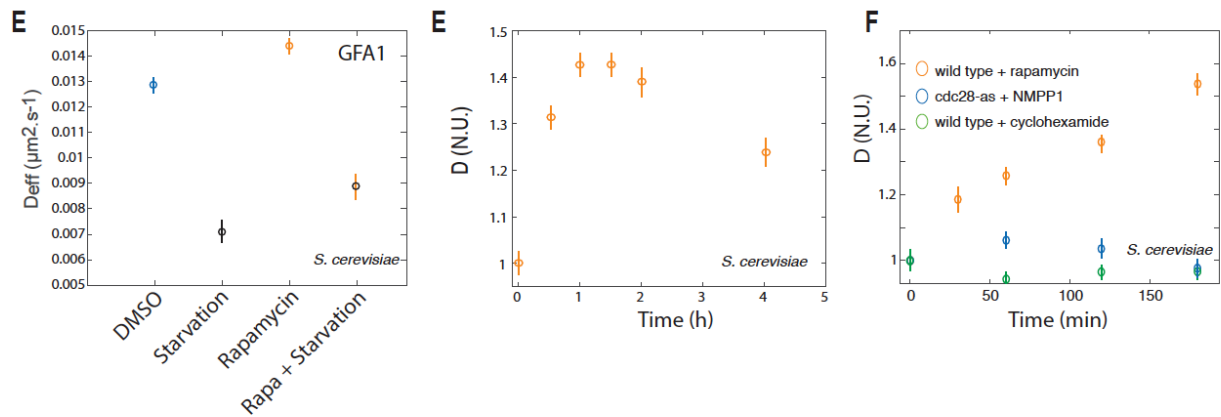 E
0.015
0.014
0.013
0.012
0.011
0.01
0.009
0.008
0.007
0.006
0.005
Deff (µm2.s-1)
GFA1
S. cerevisiae
DMSO
Starvation
Rapamycin
Rapa + Starvation
E
1.5
1.4
1.3
1.2
1.1
1
D (N.U.)
S. cerevisiae
0 1 2 3 4 5
Time (h)
F
1.6
1.4
1.2
1
D (N.U.)
wild type + rapamycin
cdc28-as + NMPP1
wild type + cyclohexamide
S. cerevisiae
0 50 100 150
Time (min)